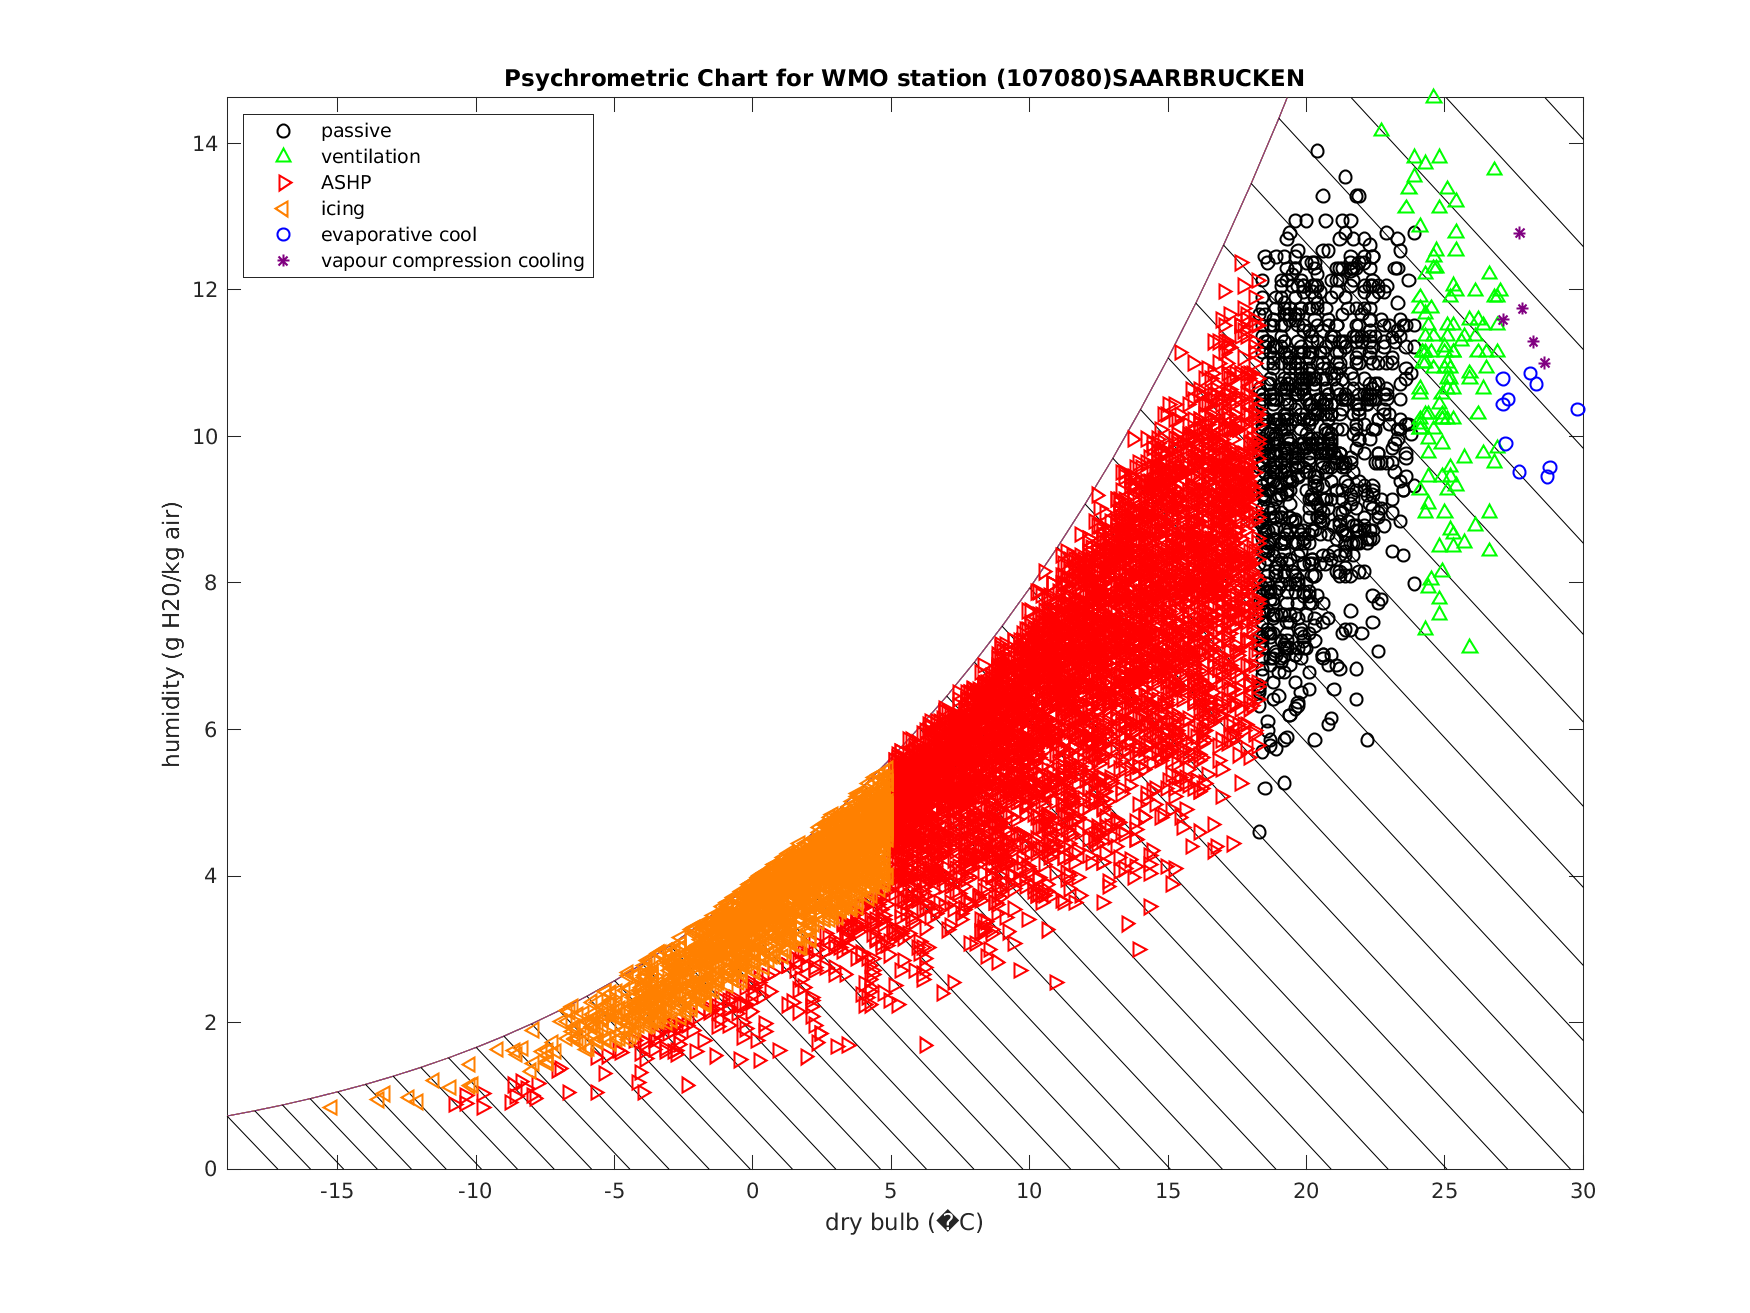 Psychrometric Chart for WMO station (107080)SAARBRUCKEN
passive
ventilation
ASHP
icing
evaporative cool
vapour compression cooling
humidity (g H20/kg air)
14
12
10
8
6
4
2
0
-15 -10 -5 0 5 10 15 20 25 30
dry bulb (�C)